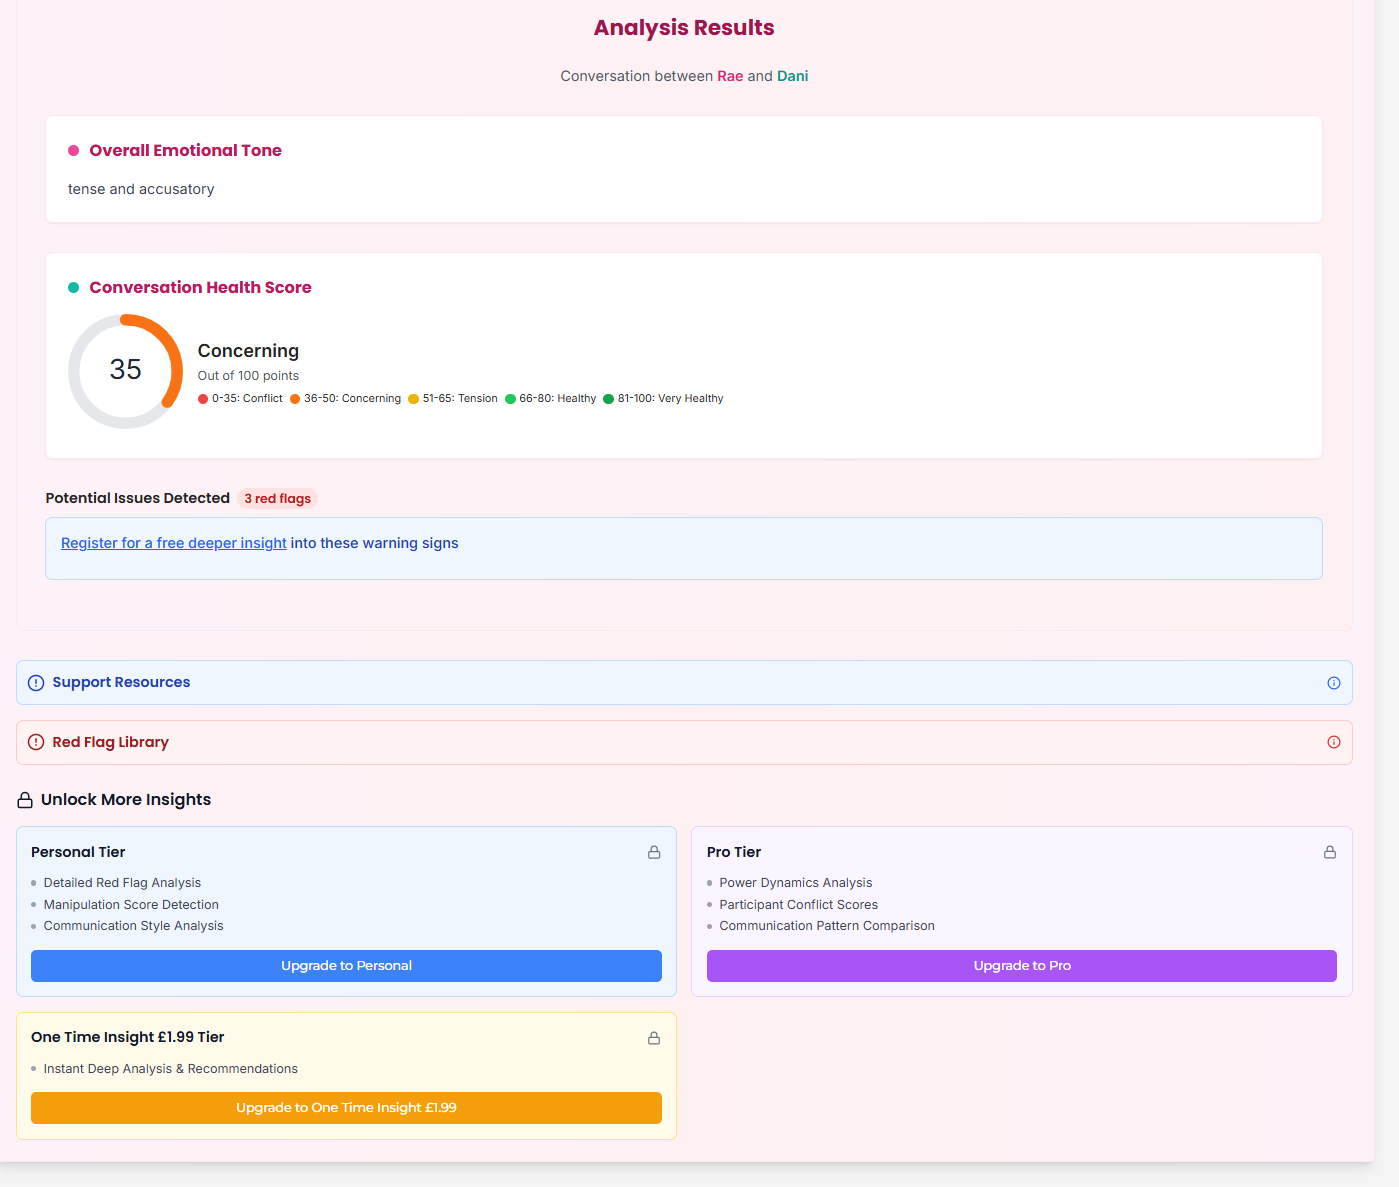 Analysis Results
Conversation between Rae and Dani
Overall Emotional Tone
tense and accusatory
Conversation Health Score
35
Concerning
Out of 100 points
0-35: Conflict 36-50: Concerning 51-65: Tension 66-80: Healthy 81-100: Very Healthy
Potential Issues Detected 3 red flags
Register for a free deeper insight into these warning signs
Support Resources
Red Flag Library
Unlock More Insights
Personal Tier
Detailed Red Flag Analysis
Manipulation Score Detection
Communication Style Analysis
Upgrade to Personal
Pro Tier
Power Dynamics Analysis
Participant Conflict Scores
Communication Pattern Comparison
Upgrade to Pro
One Time Insight £1.99 Tier
Instant Deep Analysis & Recommendations
Upgrade to One Time Insight £1.99